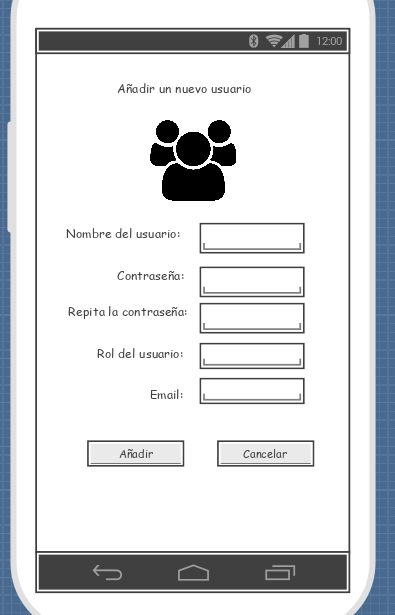 12:00
Añadir un nuevo usuario
Nombre del usuario:
Contraseña:
Repita la contraseña:
Rol del usuario:
Email:
Añadir Cancelar